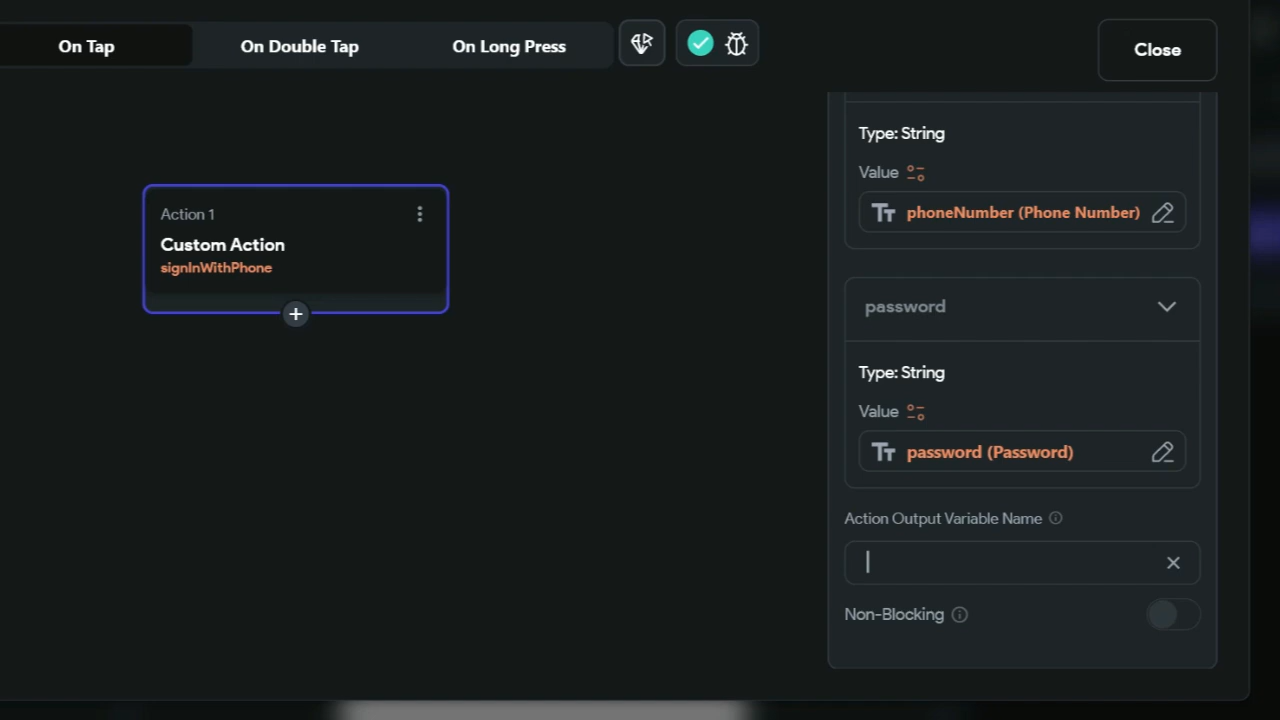 On Tap
On Double Tap
On Long Press
Close
Action 1
Custom Action
signInWithPhone
Type: String
Value
phoneNumber (Phone Number)
password
Type: String
Value
password (Password)
Action Output Variable Name
Non-Blocking